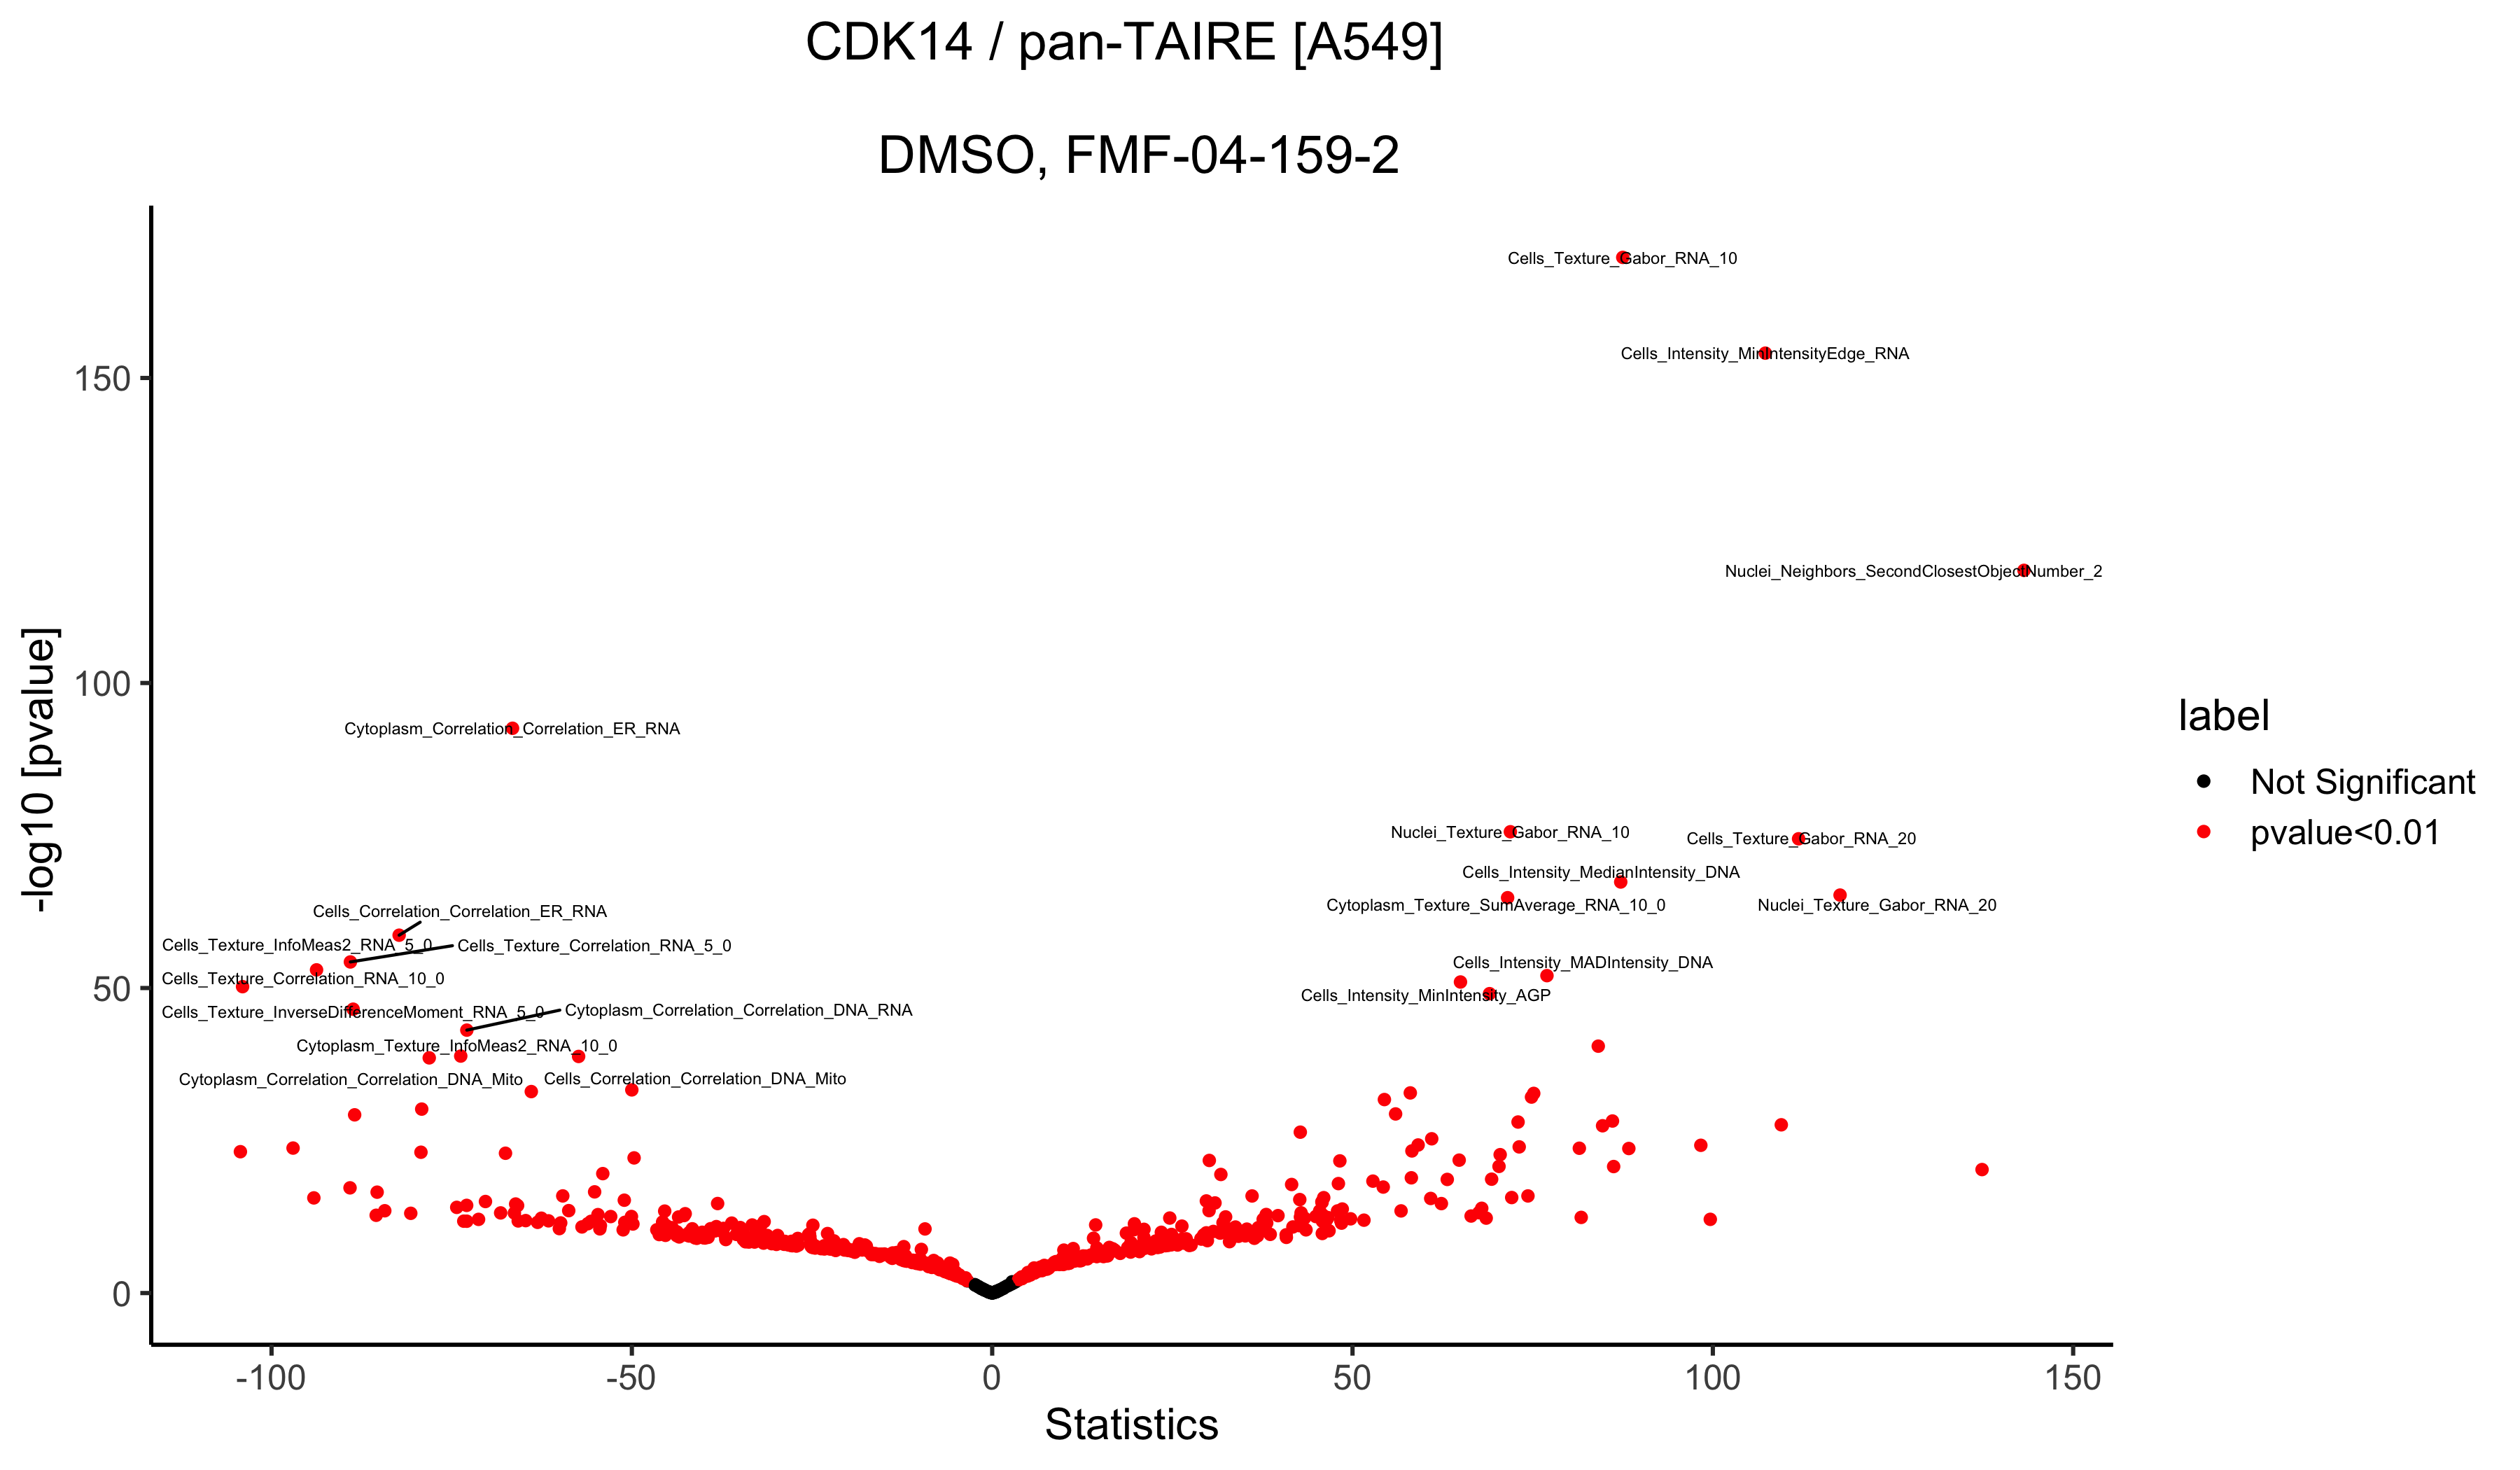 CDK14 / pan-TAIRE [A549]
DMSO, FMF-04-159-2
Cells_Texture_Gabor_RNA_10
Cells_Intensity_MinIntensityEdge_RNA
150
Nuclei_Neighbors_SecondClosestObjectNumber_2
100
Cytoplasm_Correlation_Correlation_ER_RNA
Nuclei_Texture_Gabor_RNA_10
Cells_Texture_Gabor_RNA_20
Cells_Intensity_MedianIntensity_DNA
Cytoplasm_Texture_SumAverage_RNA_10_0
Nuclei_Texture_Gabor_RNA_20
Cells_Correlation_Correlation_ER_RNA
Cells_Texture_InfoMeas2_RNA_5_0
Cells_Texture_Correlation_RNA_5_0
Cells_Intensity_MADIntensity_DNA
Cells_Texture_Correlation_RNA_10_0
50
Cells_Intensity_MinIntensity_AGP
Cells_Texture_InverseDifferenceMoment_RNA_5_0
Cytoplasm_Correlation_Correlation_DNA_RNA
Cytoplasm_Texture_InfoMeas2_RNA_10_0
Cytoplasm_Correlation_Correlation_DNA_Mito
Cells_Correlation_Correlation_DNA_Mito
0
-log10 [pvalue]
-100
-50
0
50
100
150
Statistics
label
Not Significant
pvalue<0.01